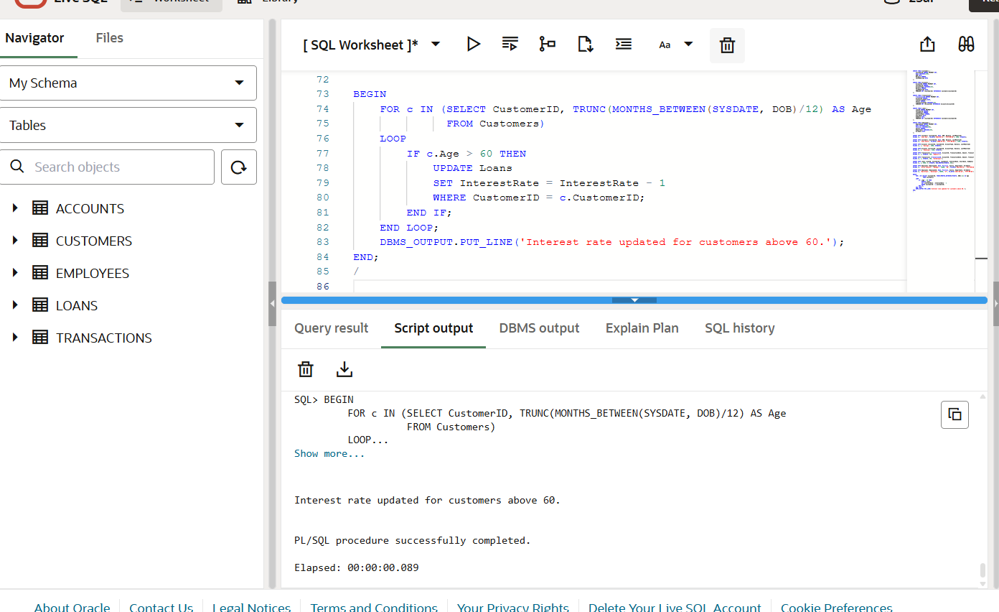 Live SQL
Worksheet
Library
Navigator
Files
My Schema
Tables
Search objects
ACCOUNTS
CUSTOMERS
EMPLOYEES
LOANS
TRANSACTIONS
[ SQL Worksheet ]*
Aa
72
73 BEGIN
74 FOR c IN (SELECT CustomerID, TRUNC(MONTHS_BETWEEN(SYSDATE, DOB)/12) AS Age
75 FROM Customers)
76 LOOP
77 IF c.Age > 60 THEN
78 UPDATE Loans
79 SET InterestRate = InterestRate - 1
80 WHERE CustomerID = c.CustomerID;
81 END IF;
82 END LOOP;
83 DBMS_OUTPUT.PUT_LINE('Interest rate updated for customers above 60.');
84 END;
85 /
86
Query result
Script output
DBMS output
Explain Plan
SQL history
SQL> BEGIN
FOR c IN (SELECT CustomerID, TRUNC(MONTHS_BETWEEN(SYSDATE, DOB)/12) AS Age
FROM Customers)
LOOP...
Show more...
Interest rate updated for customers above 60.
PL/SQL procedure successfully completed.
Elapsed: 00:00:00.089
About Oracle
Contact Us
Legal Notices
Terms and Conditions
Your Privacy Rights
Delete Your Live SQL Account
Cookie Preferences